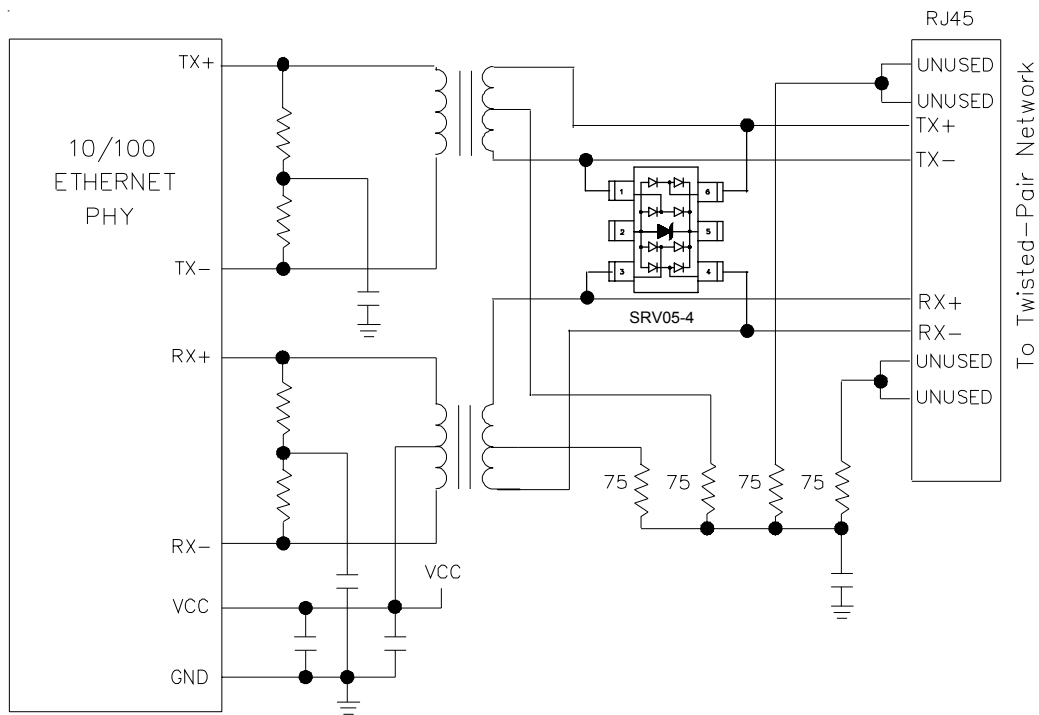 RJ45
10/100
ETHERNET
PHY
TX+
TX-
RX+
RX-
VCC
GND
VCC
1
2
3
6
5
4
SRV05-4
75
75
75
75
UNUSED
UNUSED
TX+
TX-
RX+
RX-
UNUSED
UNUSED
To Twisted-Pair Network